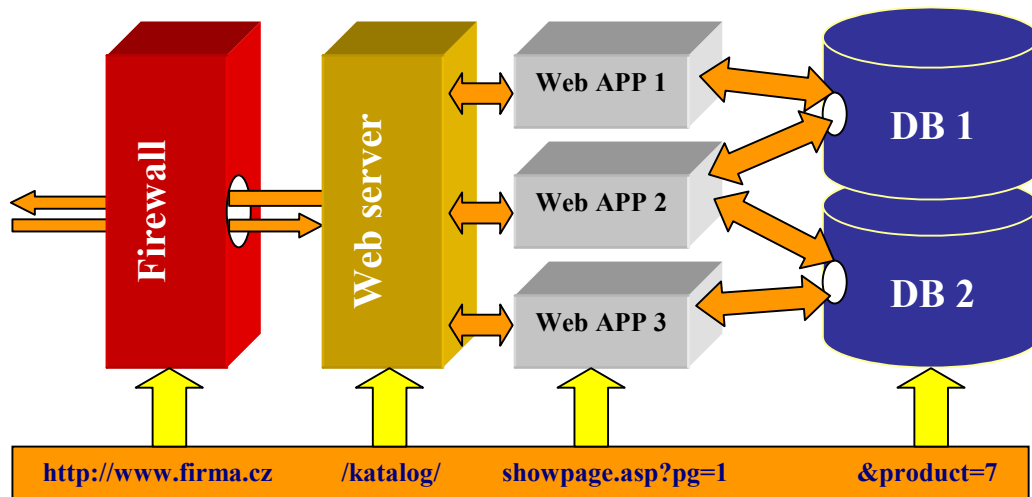 Firewall
Web server
Web APP 1
Web APP 2
Web APP 3
DB 1
DB 2
http://www.firma.cz /katalog/ showpage.asp?pg=1 &product=7